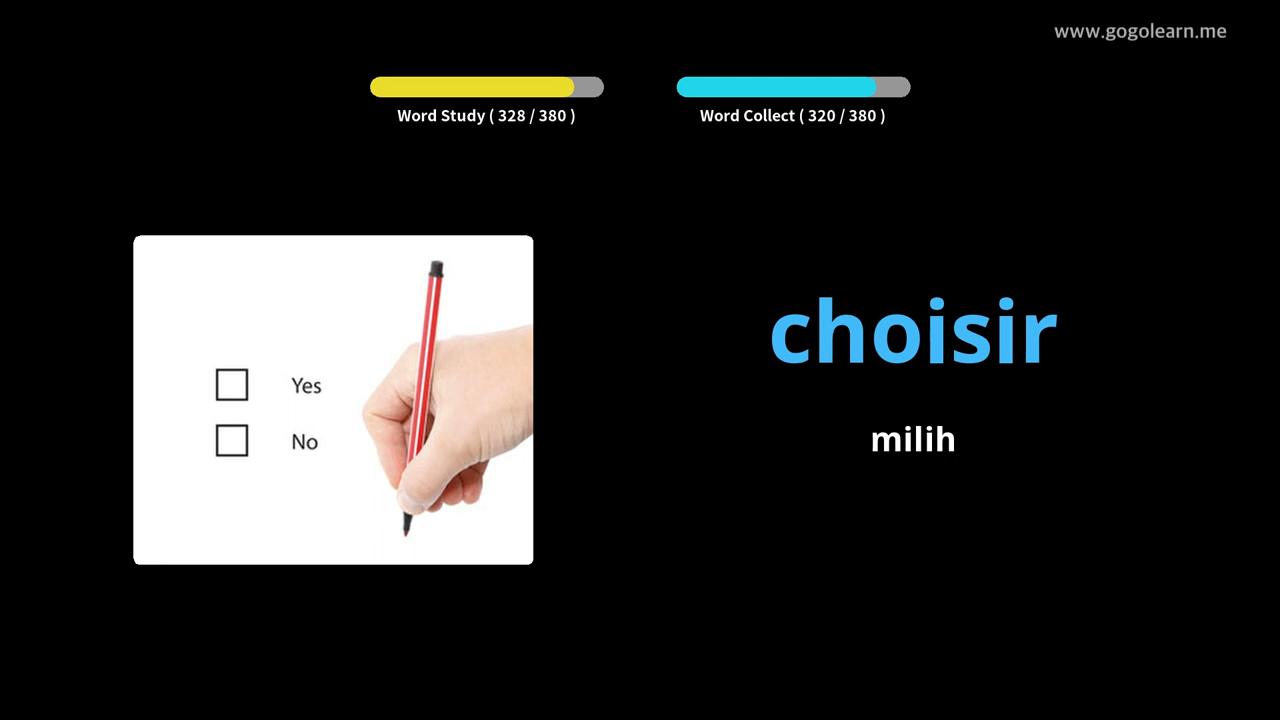 www.gogolearn.me
Word Study ( 328 / 380 )
Word Collect ( 320 / 380 )
Yes
No
choisir
milih